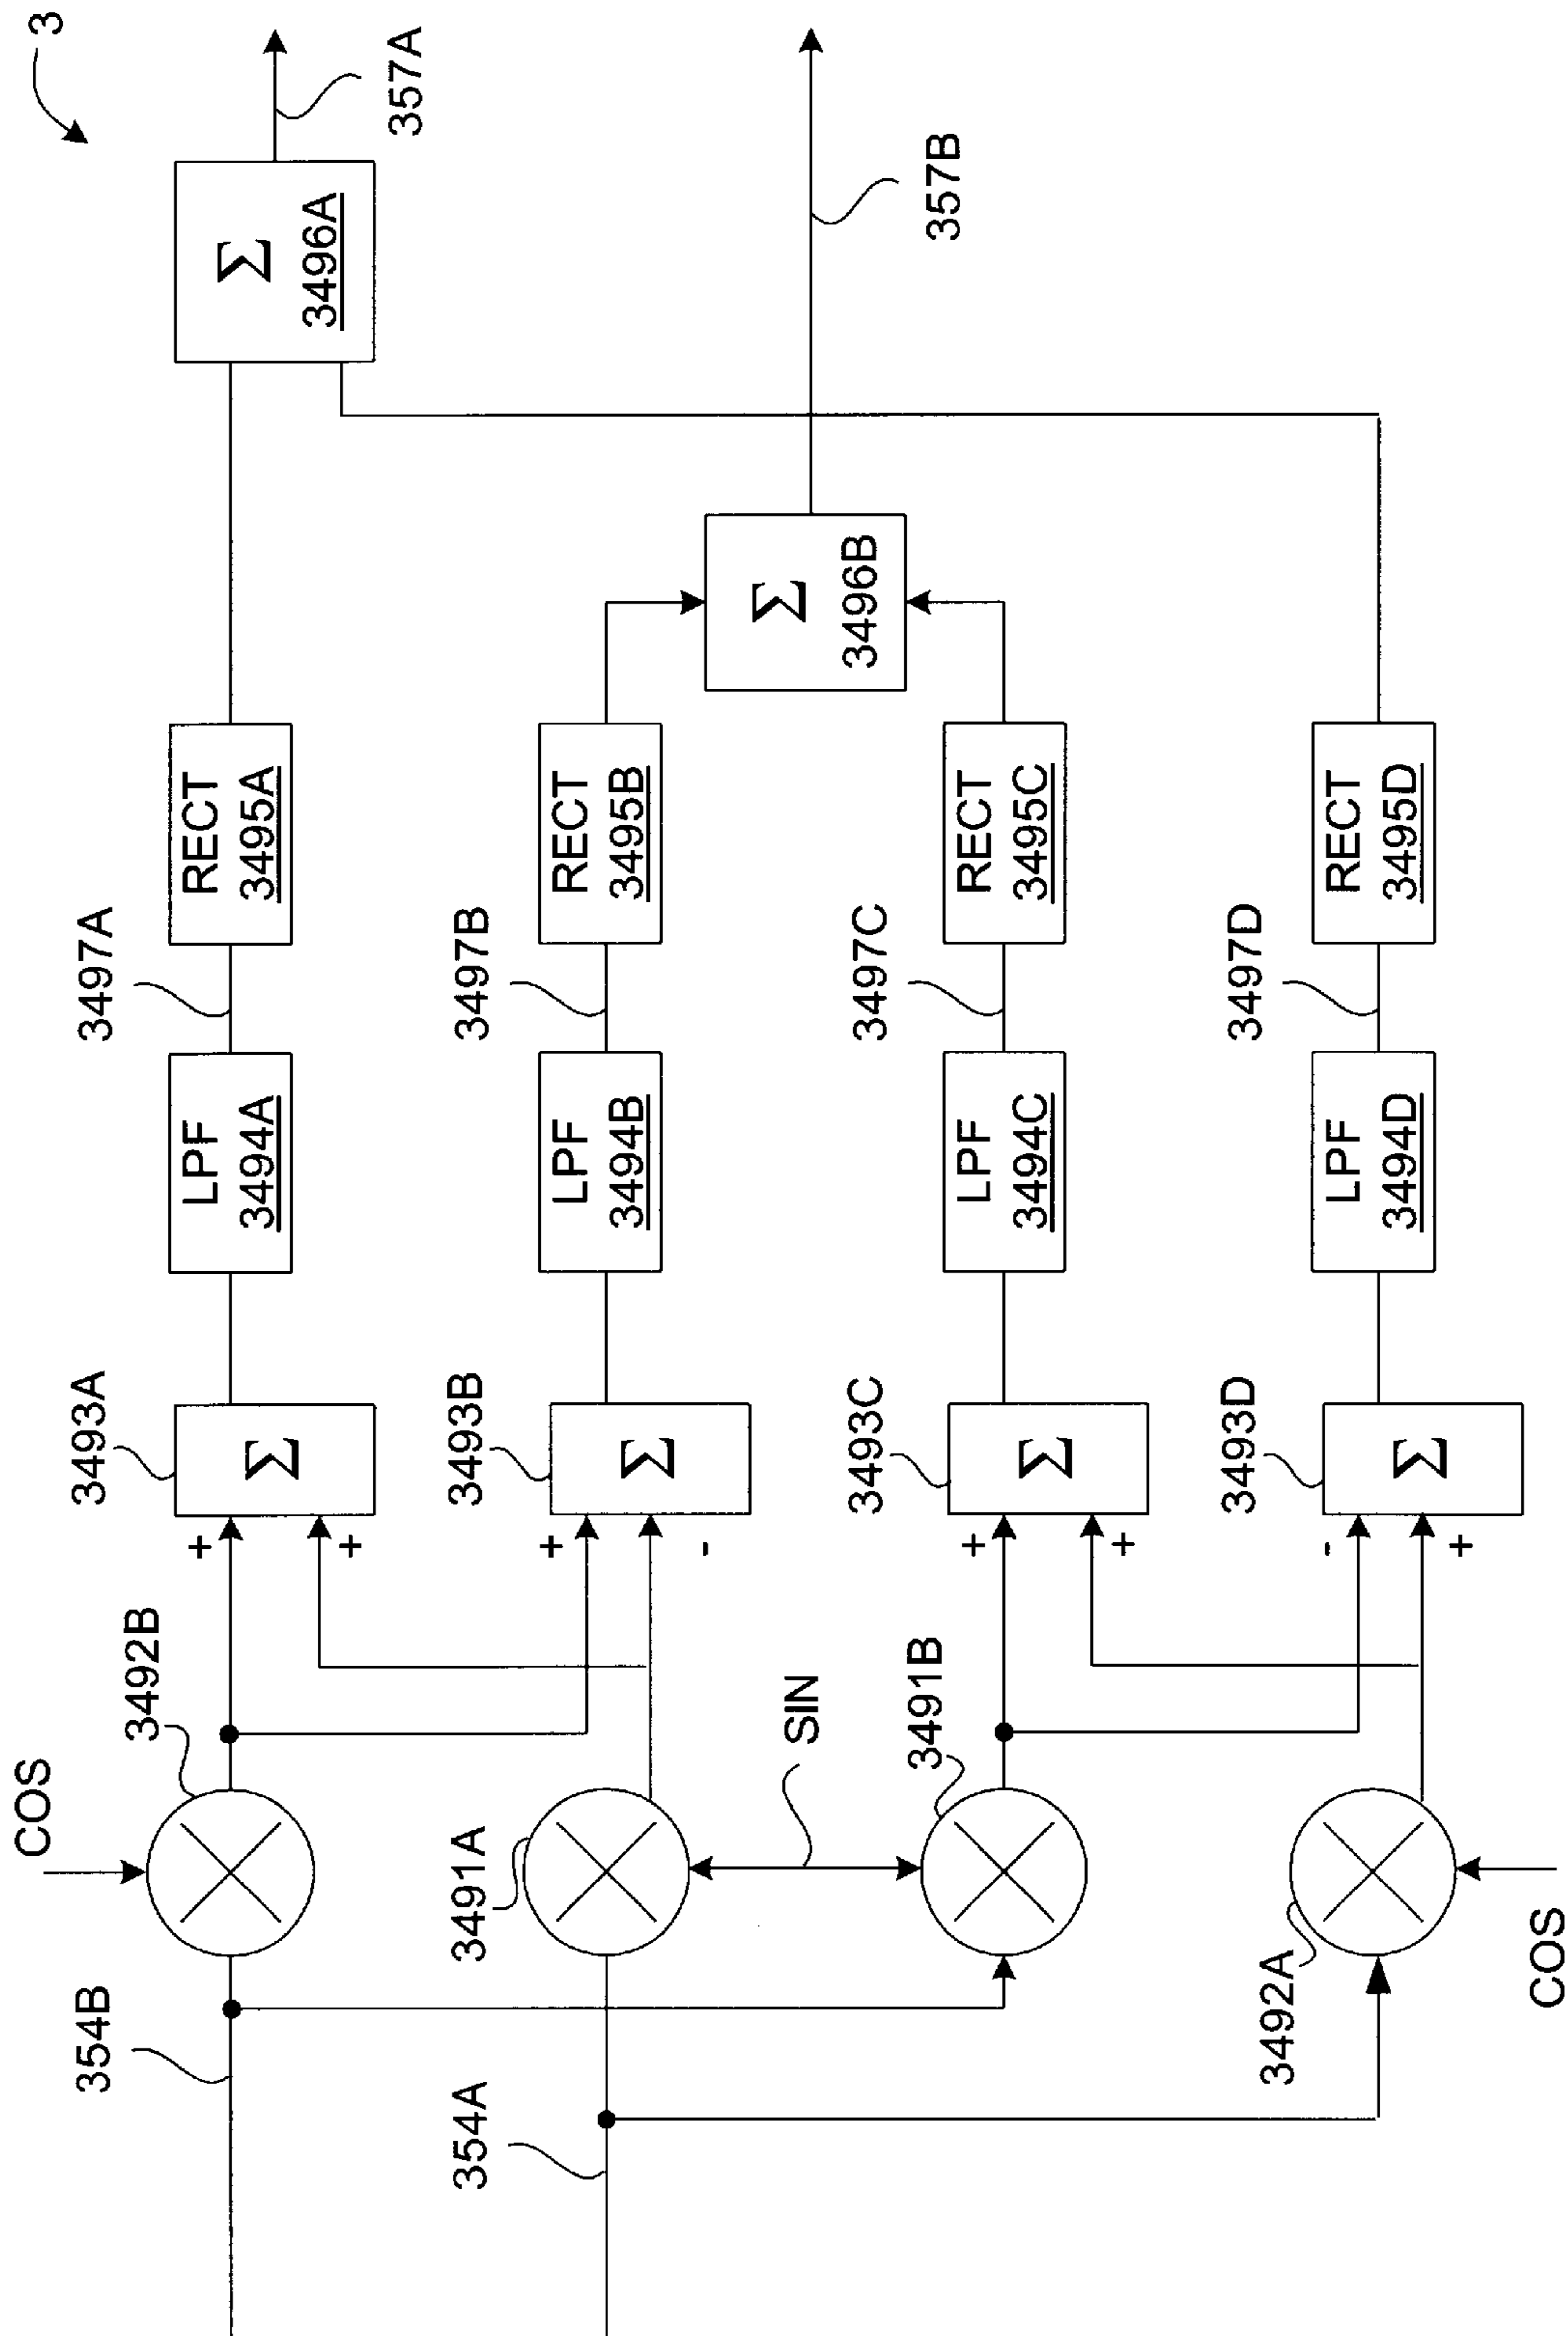 3
COS
354B
3492B
+
+
3493A
Σ
LPF
3494A
3497A
RECT
3495A
Σ
3496A
357A
354A
3491A
+
-
3493B
Σ
LPF
3494B
3497B
RECT
3495B
Σ
3496B
357B
SIN
3491B
+
+
3493C
Σ
LPF
3494C
3497C
RECT
3495C
3492A
COS
-
+
3493D
Σ
LPF
3494D
3497D
RECT
3495D